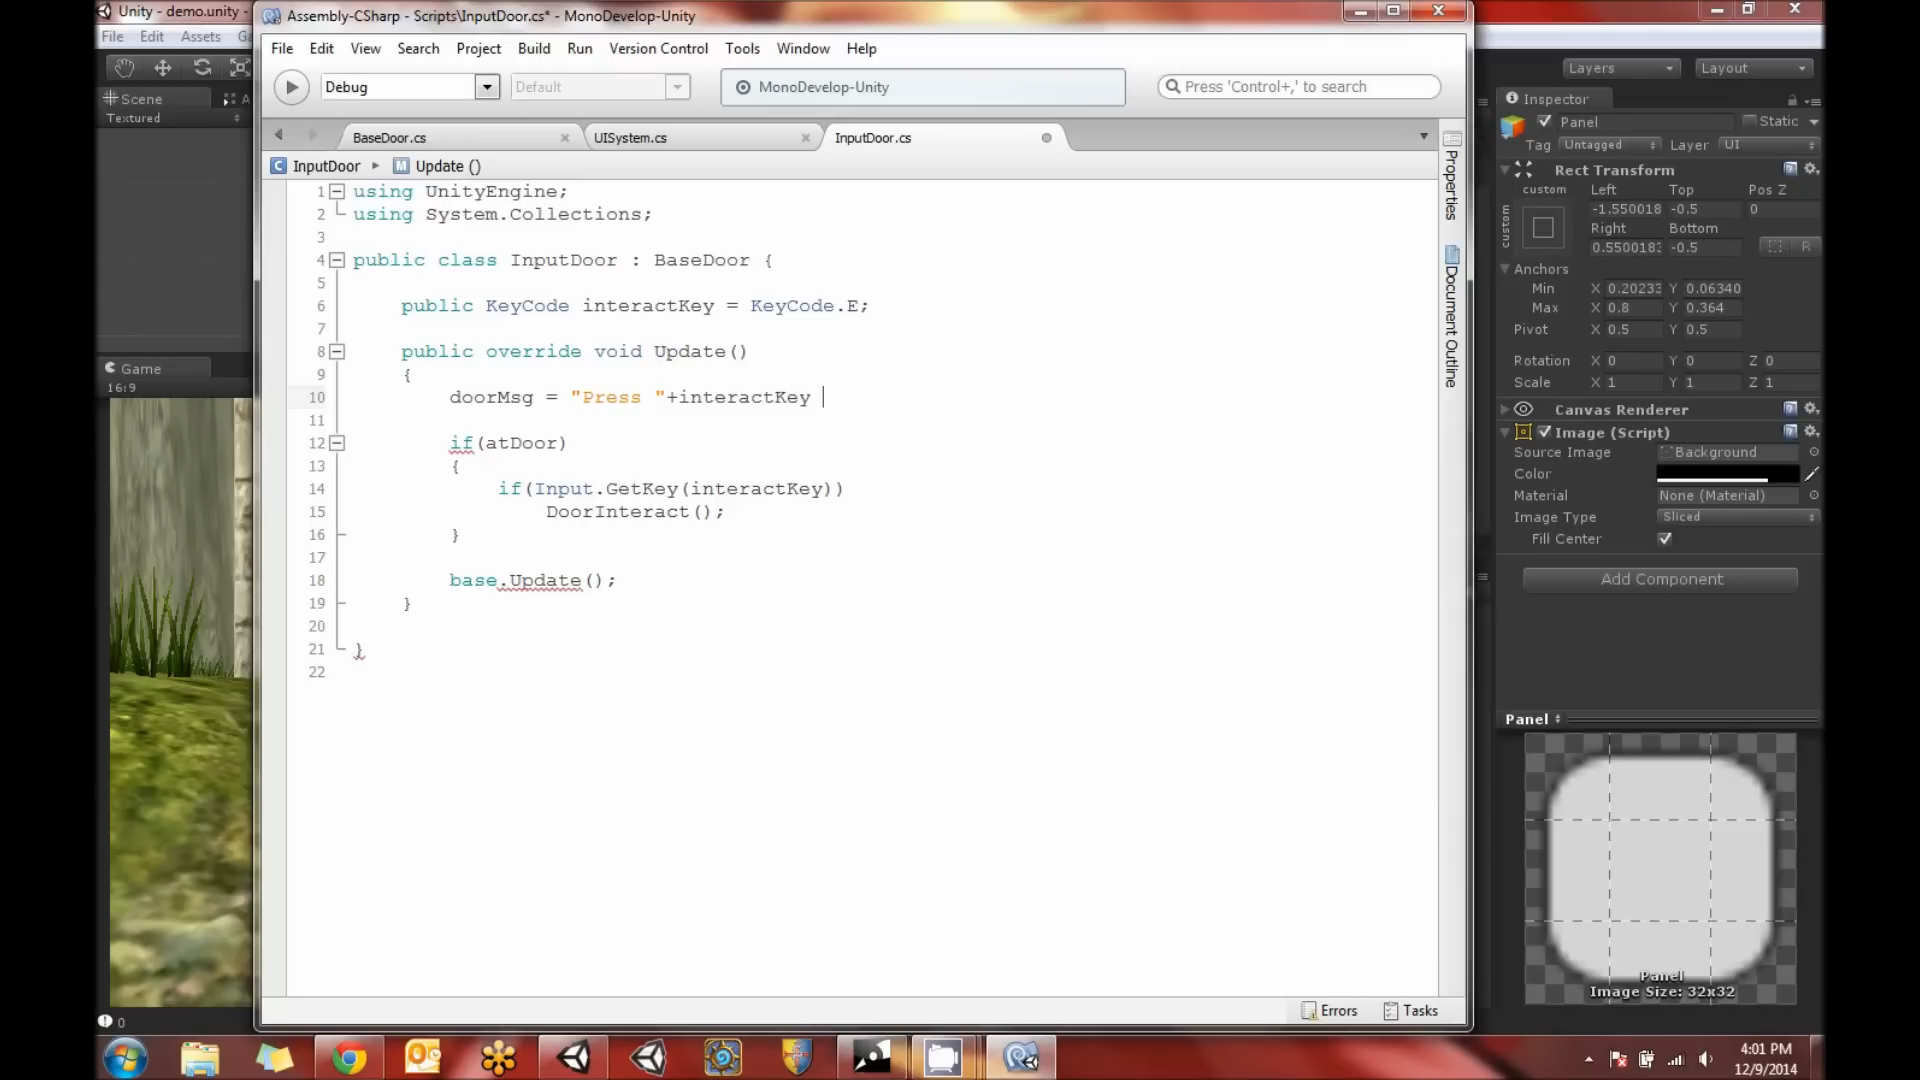 Unity - demo.unity -
File Edit Assets Ga
Scene A
Textured
Game
16:9
0
Assembly-CSharp - Scripts\InputDoor.cs* - MonoDevelop-Unity
File Edit View Search Project Build Run Version Control Tools Window Help
Debug Default MonoDevelop-Unity Press 'Control+,' to search
BaseDoor.cs UISystem.cs InputDoor.cs
InputDoor Update ()
1 using UnityEngine;
2 using System.Collections;
3
4 public class InputDoor : BaseDoor {
5
6 public KeyCode interactKey = KeyCode.E;
7
8 public override void Update()
9 {
10 doorMsg = "Press "+interactKey
11
12 if(atDoor)
13 {
14 if(Input.GetKey(interactKey))
15 DoorInteract();
16 }
17
18 base.Update();
19 }
20
21 }
22
Properties
Document Outline
Errors Tasks
Layers Layout
Inspector
Panel Static
Tag Untagged Layer UI
Rect Transform
custom Left Top Pos Z
custom
-1.550018 -0.5 0
Right Bottom
0.550018 -0.5 R
Anchors
Min X 0.20233 Y 0.06340
Max X 0.8 Y 0.364
Pivot X 0.5 Y 0.5
Rotation X 0 Y 0 Z 0
Scale X 1 Y 1 Z 1
Canvas Renderer
Image (Script)
Source Image Background
Color
Material None (Material)
Image Type Sliced
Fill Center
Add Component
Panel
Panel
Image Size: 32x32
4:01 PM
12/9/2014